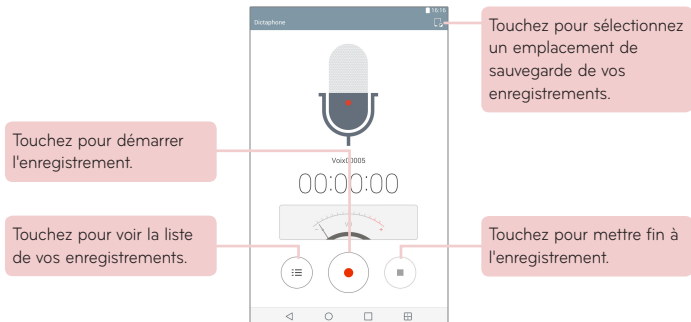 16:16
Dictaphone
Touchez pour sélectionnez
un emplacement de
sauvegarde de vos
enregistrements.
Touchez pour démarrer
l'enregistrement.
Voix00005
00:00:00
VU
- +
Touchez pour voir la liste
de vos enregistrements.
Touchez pour mettre fin à
l'enregistrement.